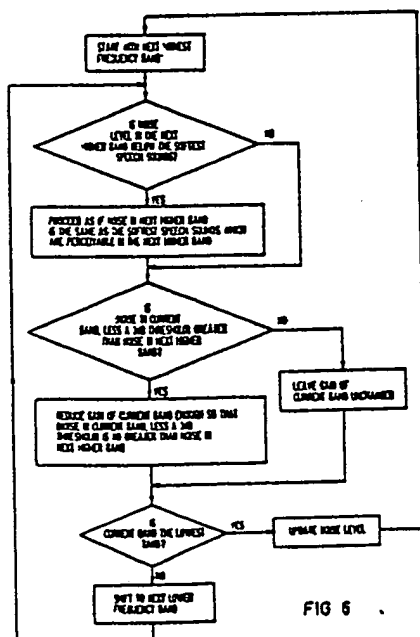 START WITH NEXT HIGHEST
FREQUENCY BAND
IS NOISE
LEVEL IN THE NEXT
HIGHER BAND BELOW THE SOFTEST
SPEECH SOUNDS?
NO
YES
PROCEED AS IF NOISE IN NEXT HIGHER BAND
IS THE SAME AS THE SOFTEST SPEECH SOUNDS WHICH
ARE PERCEIVABLE IN THE NEXT HIGHER BAND
IS
NOISE IN CURRENT
BAND, LESS A DB THRESHOLD GREATER
THAN NOISE IN NEXT HIGHER
BAND?
NO
YES
LEAVE GAIN OF
CURRENT BAND UNCHANGED
REDUCE GAIN OF CURRENT BAND ENOUGH SO THAT
NOISE IN CURRENT BAND, LESS A DB
THRESHOLD IS NO GREATER THAN NOISE IN
NEXT HIGHER BAND
IS
CURRENT BAND THE LOWEST
BAND?
YES
UPDATE NOISE LEVEL
NO
SHIFT TO NEXT LOWER
FREQUENCY BAND
FIG 6